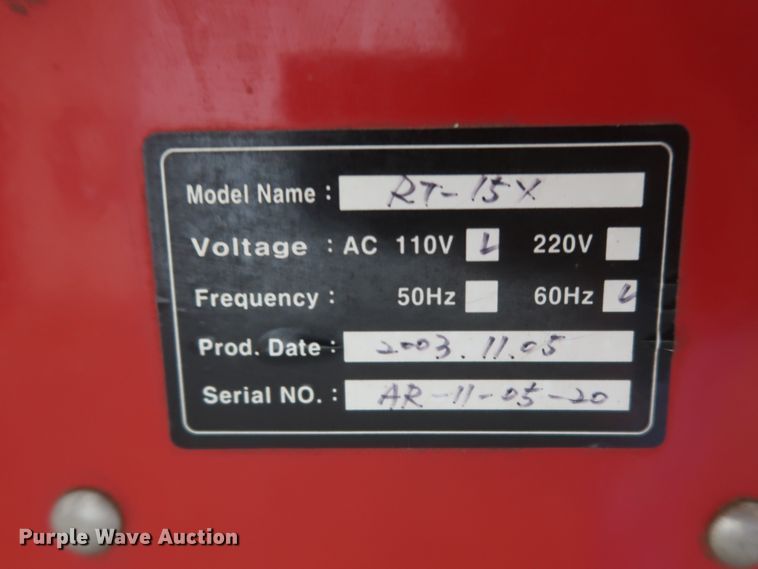 Model Name : RT-15X
Voltage : AC 110V ✓ 220V
Frequency : 50Hz 60Hz ✓
Prod. Date : 2003.11.05
Serial NO. : AR-11-05-20
Purple Wave Auction